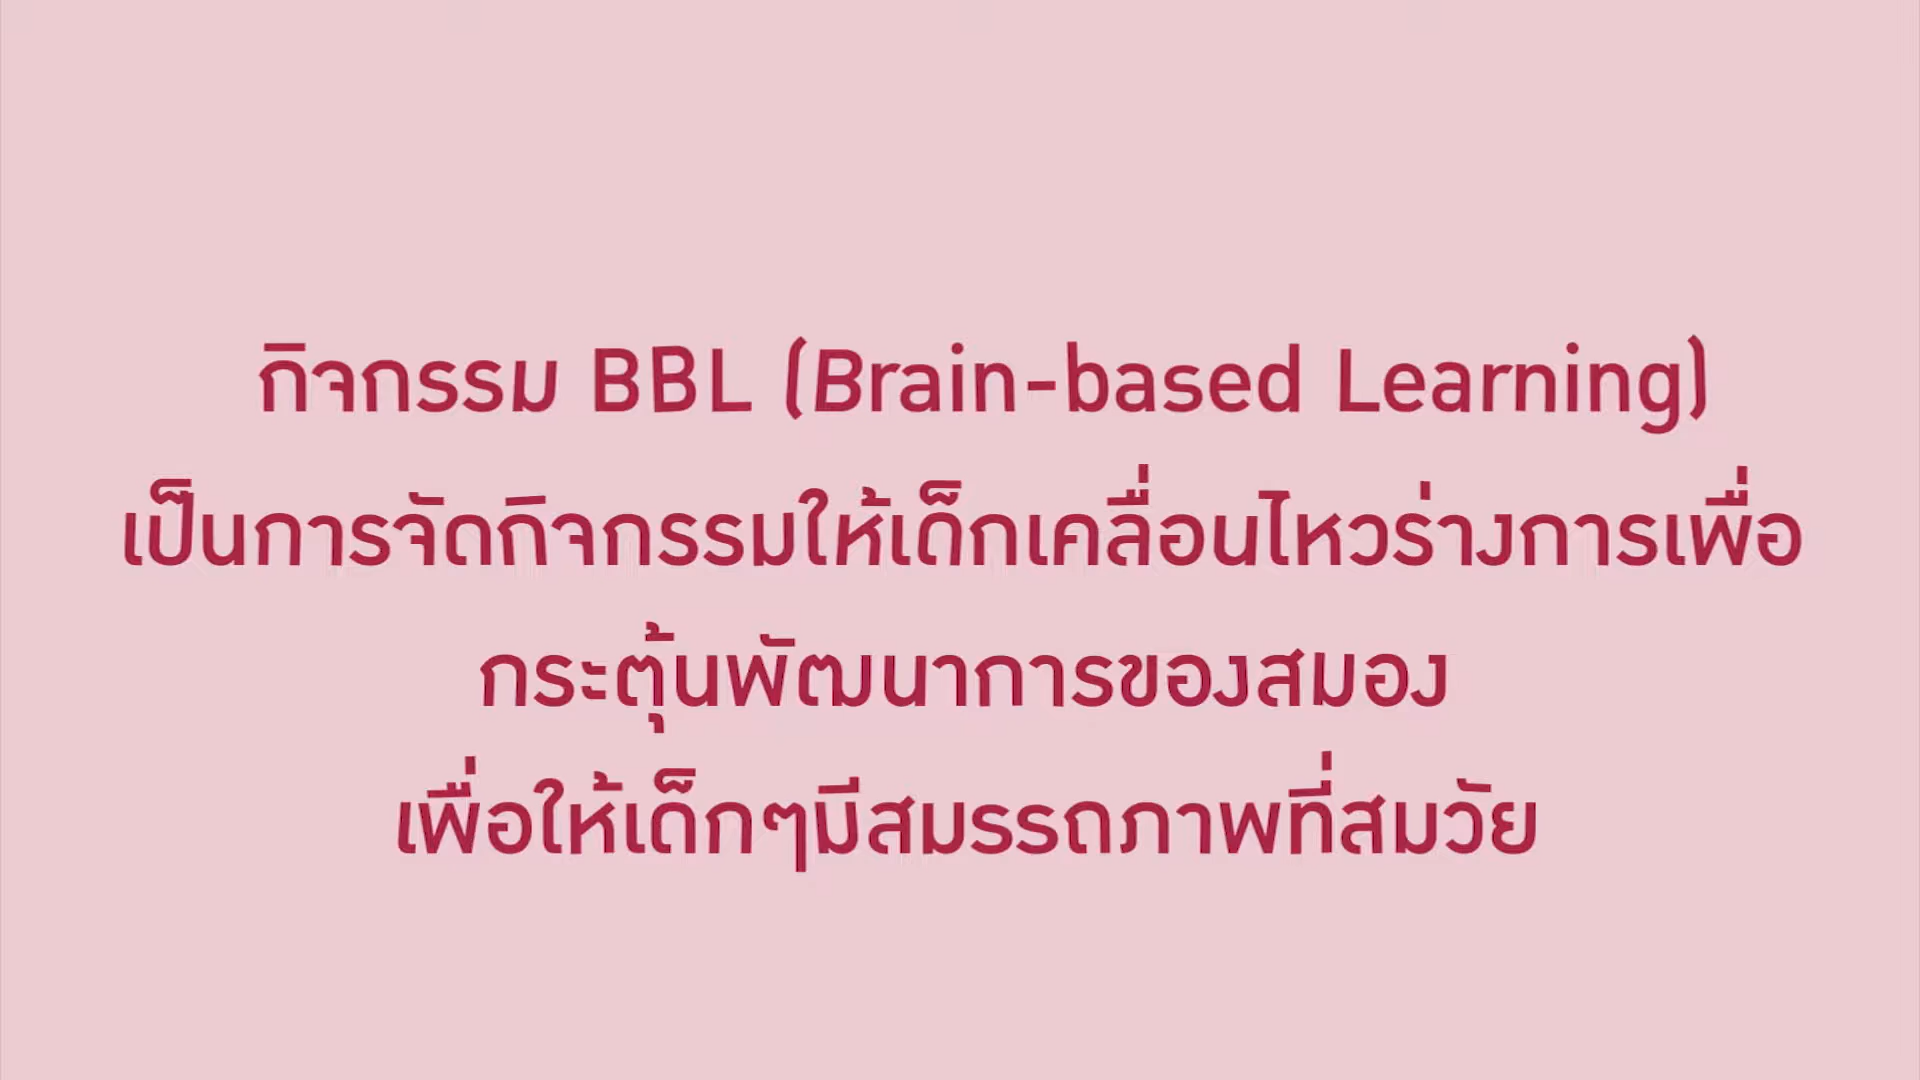 กิจกรรม BBL (Brain-based Learning)
เป็นการจัดกิจกรรมให้เด็กเคลื่อนไหวร่างการเพื่อ
กระตุ้นพัฒนาการของสมอง
เพื่อให้เด็กๆมีสมรรถภาพที่สมวัย